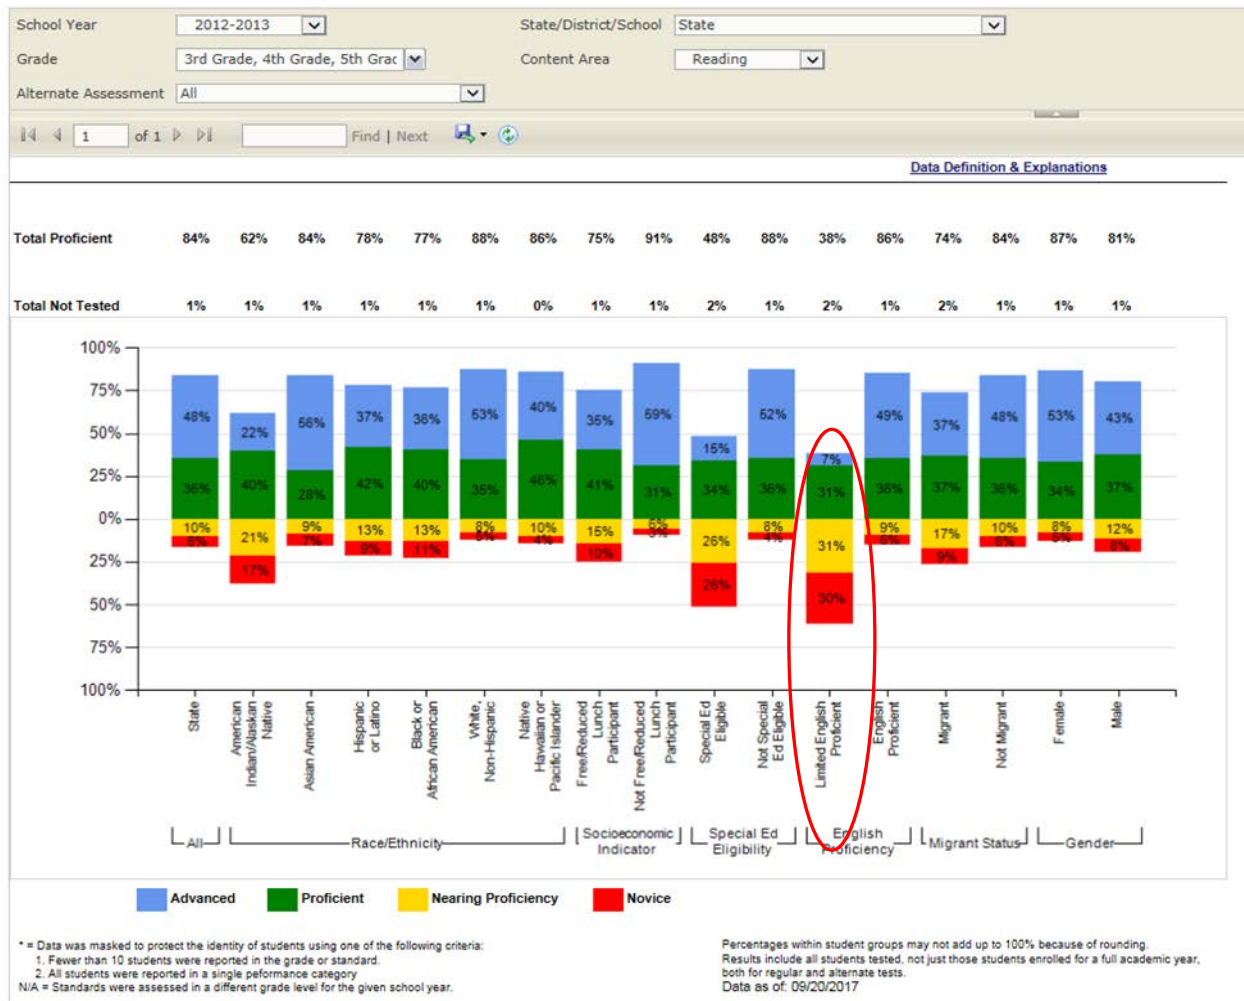 School Year 2012-2013 State/District/School State
Grade 3rd Grade, 4th Grade, 5th Grac Content Area Reading
Alternate Assessment All
1 of 1 Find | Next
Data Definition & Explanations
Total Proficient 84% 62% 84% 78% 77% 88% 86% 75% 91% 48% 88% 38% 86% 74% 84% 87% 81%
Total Not Tested 1% 1% 1% 1% 1% 1% 0% 1% 1% 2% 1% 2% 1% 2% 1% 1% 1%
100%
75%
50%
25%
0%
25%
50%
75%
100%
48% 22% 56% 37% 36% 53% 40% 35% 59% 15% 52% 7% 49% 37% 48% 53% 43%
36% 40% 28% 42% 40% 35% 46% 41% 31% 34% 36% 31% 36% 37% 36% 34% 37%
10% 21% 9% 13% 13% 8% 10% 15% 6% 26% 8% 31% 9% 17% 10% 8% 12%
6% 17% 7% 9% 11% 5% 4% 10% 3% 26% 4% 30% 6% 9% 6% 5% 8%
State
American
Indian/Alaskan
Native
Asian American
Hispanic
or Latino
Black or
African American
White,
Non-Hispanic
Native
Hawaiian or
Pacific Islander
Free/Reduced
Lunch
Participant
Not Free/Reduced
Lunch
Participant
Special Ed
Eligible
Not Special
Ed Eligible
Limited English
Proficient
English
Proficient
Migrant
Not Migrant
Female
Male
All
Race/Ethnicity
Socioeconomic
Indicator
Special Ed
Eligibility
English
Proficiency
Migrant Status
Gender
Advanced Proficient Nearing Proficiency Novice
* = Data was masked to protect the identity of students using one of the following criteria:
1. Fewer than 10 students were reported in the grade or standard.
2. All students were reported in a single peformance category
N/A = Standards were assessed in a different grade level for the given school year.
Percentages within student groups may not add up to 100% because of rounding.
Results include all students tested, not just those students enrolled for a full academic year,
both for regular and alternate tests.
Data as of: 09/20/2017